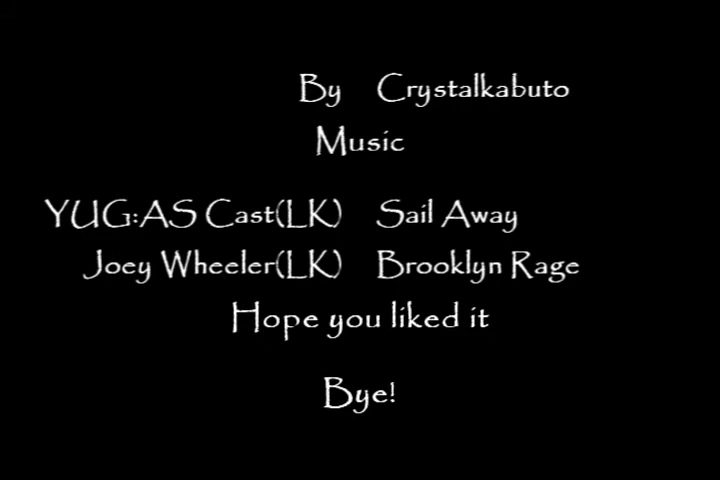 By Crystalkabuto
Music
YUG:AS Cast(LK) Sail Away
Joey Wheeler(LK) Brooklyn Rage
Hope you liked it
Bye!